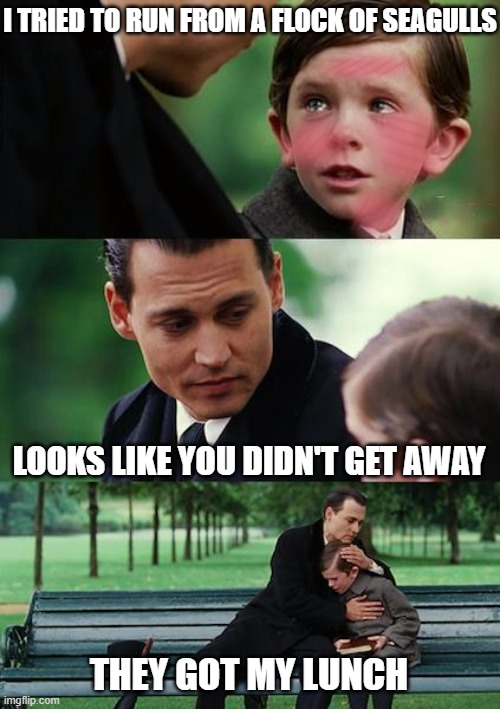 I TRIED TO RUN FROM A FLOCK OF SEAGULLS
LOOKS LIKE YOU DIDN'T GET AWAY
THEY GOT MY LUNCH
imgflip.com